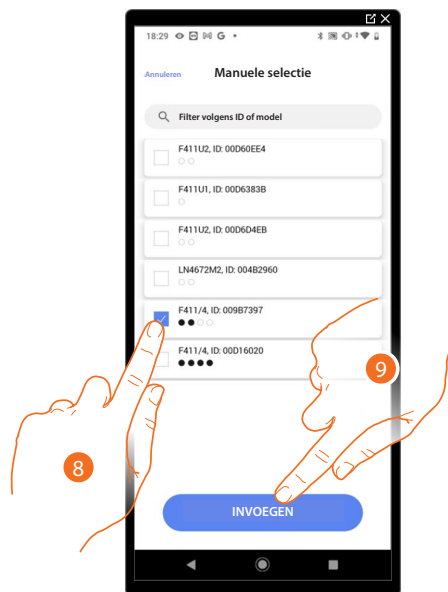 18:29 G
Annuleren Manuele selectie
Filter volgens ID of model
F411U2, ID: 00D60EE4
F411U1, ID: 00D6383B
F411U2, ID: 00D6D4EB
LN4672M2, ID: 004B2960
F411/4, ID: 009B7397
F411/4, ID: 00D16020
9
8
INVOEGEN